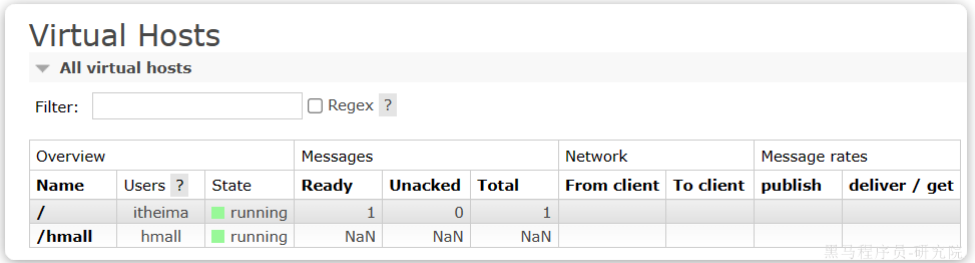 Virtual Hosts
All virtual hosts
Filter: Regex ?
Overview Messages Network Message rates
Name Users ? State Ready Unacked Total From client To client publish deliver / get
/ itheima running 1 0 1
/hmall hmall running NaN NaN NaN
黑马程序员-研究院